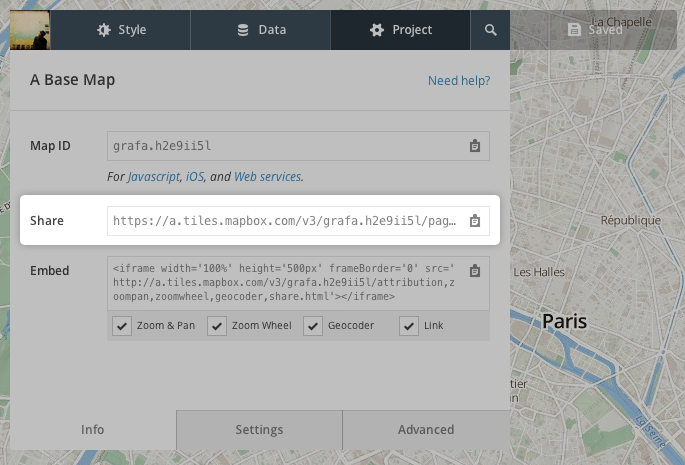 Style
Data
Project
Saved
La Chapelle
A Base Map
Need help?
Map ID
grafa.h2e9ii5l
For Javascript, iOS, and Web services.
Share
https://a.tiles.mapbox.com/v3/grafa.h2e9ii5l/pag…
République
Embed
<iframe width='100%' height='500px' frameBorder='0' src='
http://a.tiles.mapbox.com/v3/grafa.h2e9ii5l/attribution,z
oompan,zoomwheel,geocoder,share.html'></iframe>
Les Halles
Zoom & Pan
Zoom Wheel
Geocoder
Link
Paris
tier
in
Info
Settings
Advanced